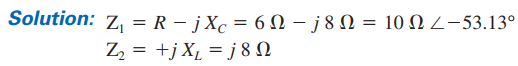 Solution: Z₁ = R − j X_C = 6 Ω − j 8 Ω = 10 Ω ∠−53.13°
Z₂ = +j X_L = j 8 Ω